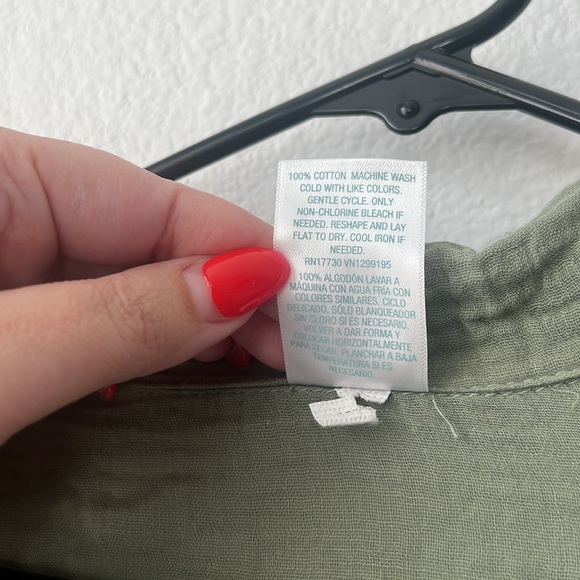 100% COTTON MACHINE WASH
COLD WITH LIKE COLORS.
GENTLE CYCLE. ONLY
NON-CHLORINE BLEACH IF
NEEDED. RESHAPE AND LAY
FLAT TO DRY. COOL IRON IF
NEEDED.
RN17730 VN1299195
100% ALGODÓN LAVAR A
MÁQUINA CON AGUA FRÍA CON
COLORES SIMILARES. CICLO
DELICADO. SÓLO BLANQUEADOR
SIN CLORO SI ES NECESARIO.
VOLVER A DAR FORMA Y
COLOCAR HORIZONTALMENTE
PARA SECAR. PLANCHAR A BAJA
TEMPERATURA SI ES
NECESARIO